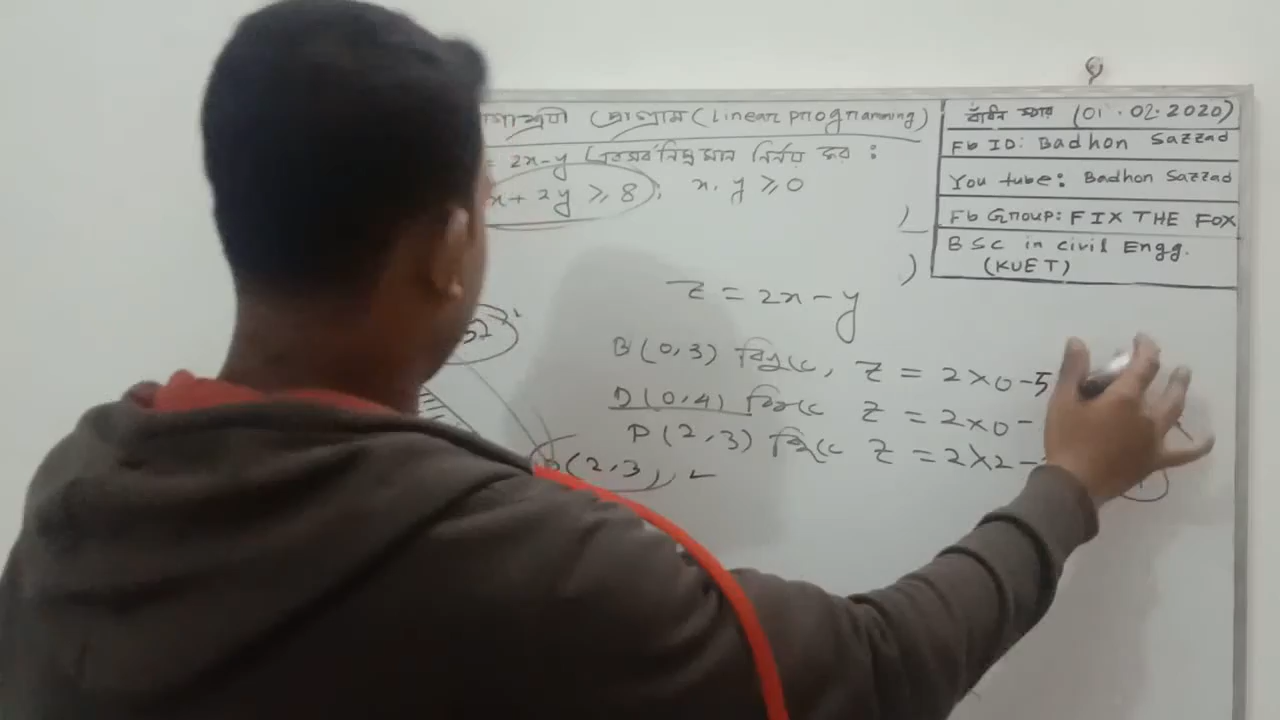 প্রোগ্রাম (Linear programming)
= 2x-y এর সর্বনিম্ন মান নির্ণয় কর :
x + 2y ≥ 8 ; x, y ≥ 0
(01.02.2020)
Fb ID: Badhon Sazzad
You tube: Badhon Sazzad
Fb Group: FIX THE FOX
BSc in civil Engg.
(KUET)
Z = 2x - y
B(0,3) বিন্দুতে, Z = 2×0-5
D(0,4) বিন্দুতে Z = 2×0-
P(2,3) বিন্দুতে Z = 2×2-
(2,3)